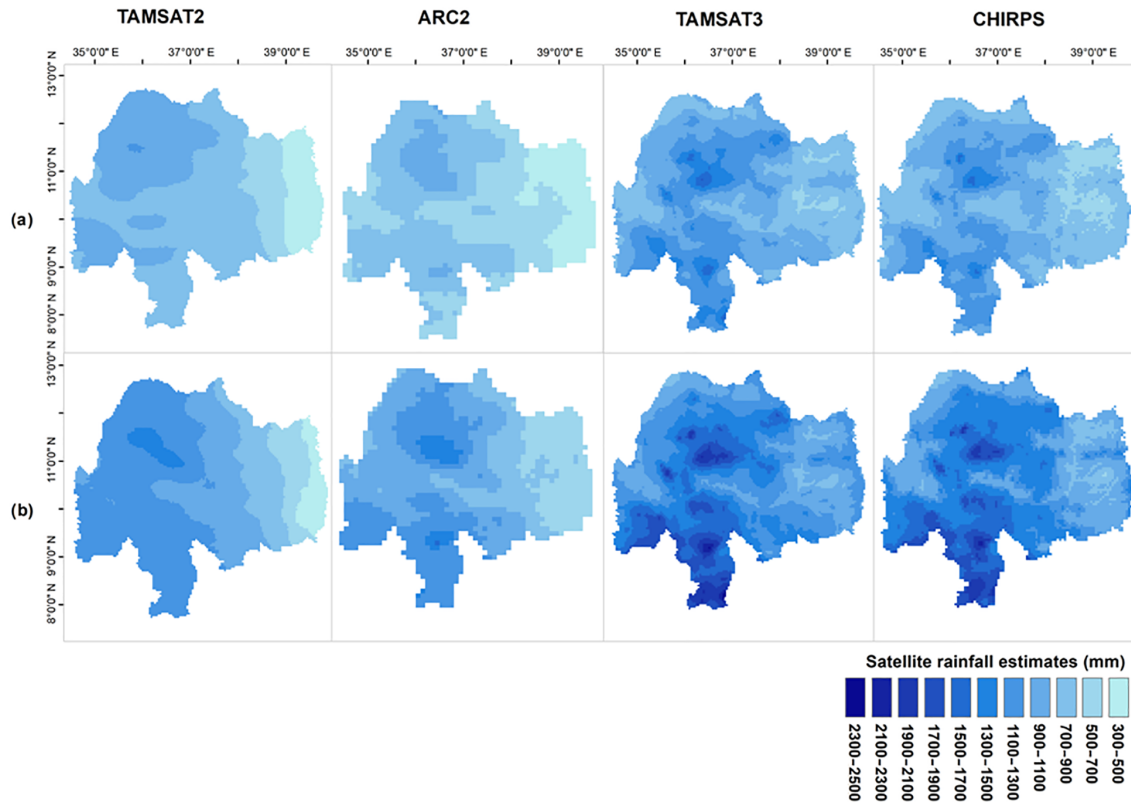 TAMSAT2 ARC2 TAMSAT3 CHIRPS
35°0'0"E 37°0'0"E 39°0'0"E 35°0'0"E 37°0'0"E 39°0'0"E 35°0'0"E 37°0'0"E 39°0'0"E 35°0'0"E 37°0'0"E 39°0'0"E
13°0'0.N
11°0'0.N
(a)
9°0'0.N
8°0'0.N
13°0'0.N
11°0'0.N
(b)
9°0'0.N
8°0'0.N
Satellite rainfall estimates (mm)
2300–2500
2100–2300
1900–2100
1700–1900
1500–1700
1300–1500
1100–1300
900–1100
700–900
500–700
300–500